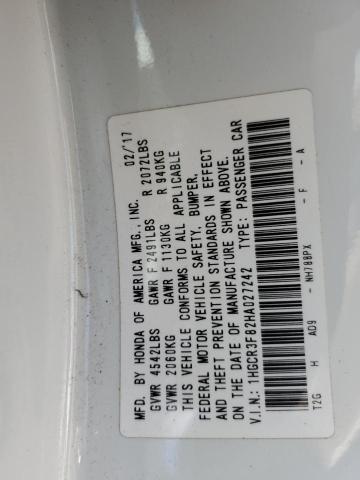 MFD. BY HONDA OF AMERICA MFG., INC. 02/'17
GVWR 4542LBS GAWR F 2491LBS R 2072LBS
GVWR 2060KG GAWR F 1130KG R 940KG
THIS VEHICLE CONFORMS TO ALL APPLICABLE
FEDERAL MOTOR VEHICLE SAFETY, BUMPER,
AND THEFT PREVENTION STANDARDS IN EFFECT
ON THE DATE OF MANUFACTURE SHOWN ABOVE.
V.I.N.: 1HGCR3F82HA027242 TYPE: PASSENGER CAR
T2G H AD9 - NH788PX - F - A